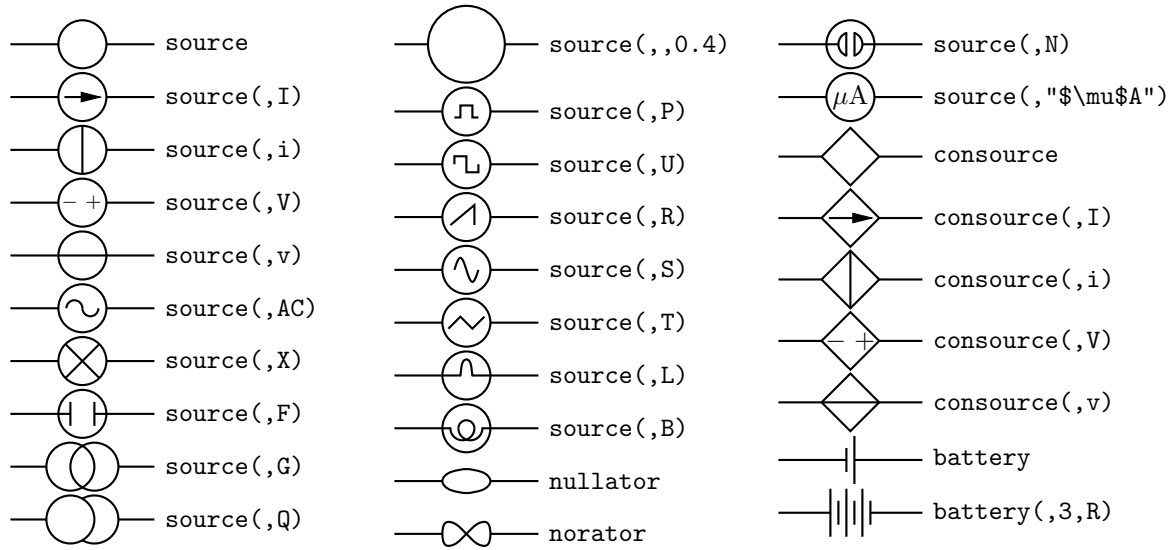 source
source(,I)
source(,i)
− +
source(,V)
source(,v)
source(,AC)
source(,X)
source(,F)
source(,G)
source(,Q)
source(,,0.4)
source(,P)
source(,U)
source(,R)
source(,S)
source(,T)
source(,L)
source(,B)
nullator
norator
source(,N)
μA
source(,"$\mu$A")
consource
consource(,I)
consource(,i)
− +
consource(,V)
consource(,v)
battery
battery(,3,R)